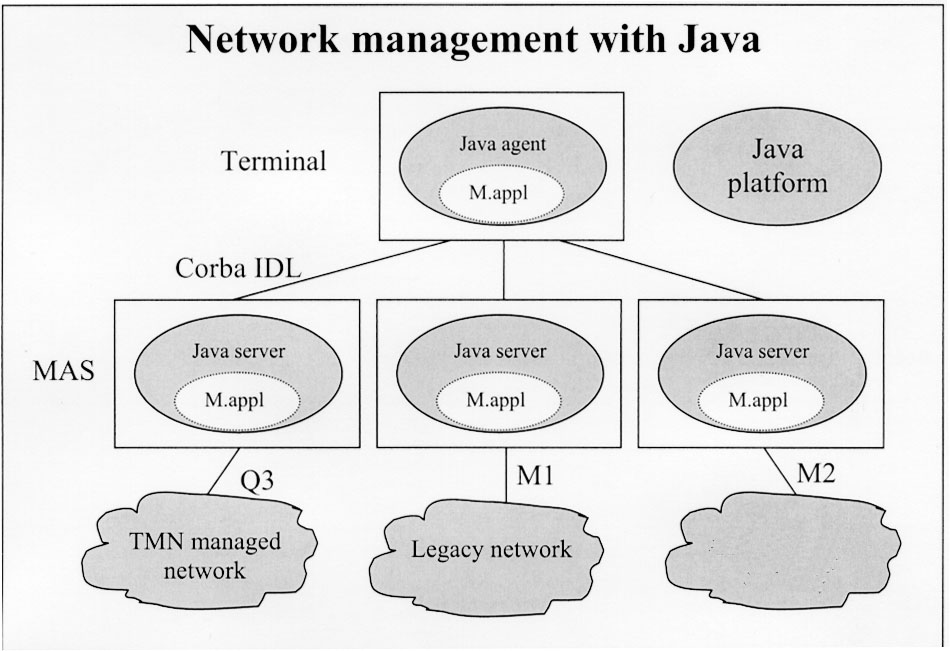 Network management with Java
Terminal
Java agent
M.appl
Java
platform
Corba IDL
MAS
Java server
M.appl
Java server
M.appl
Java server
M.appl
Q3
M1
M2
TMN managed
network
Legacy network